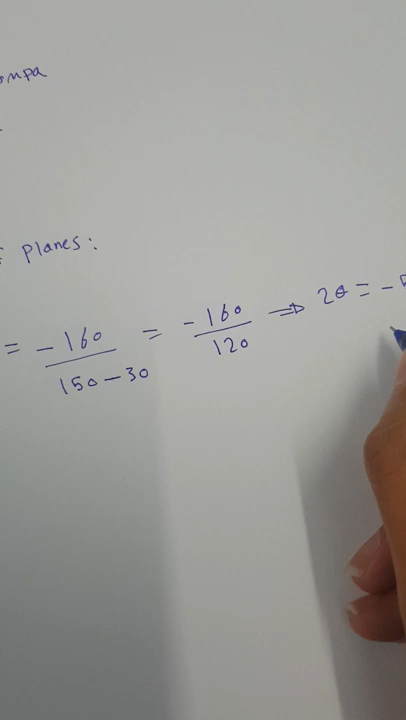 mpa
planes:
= -160 / 150-30 = -160 / 120 ⇒ 2θ = -